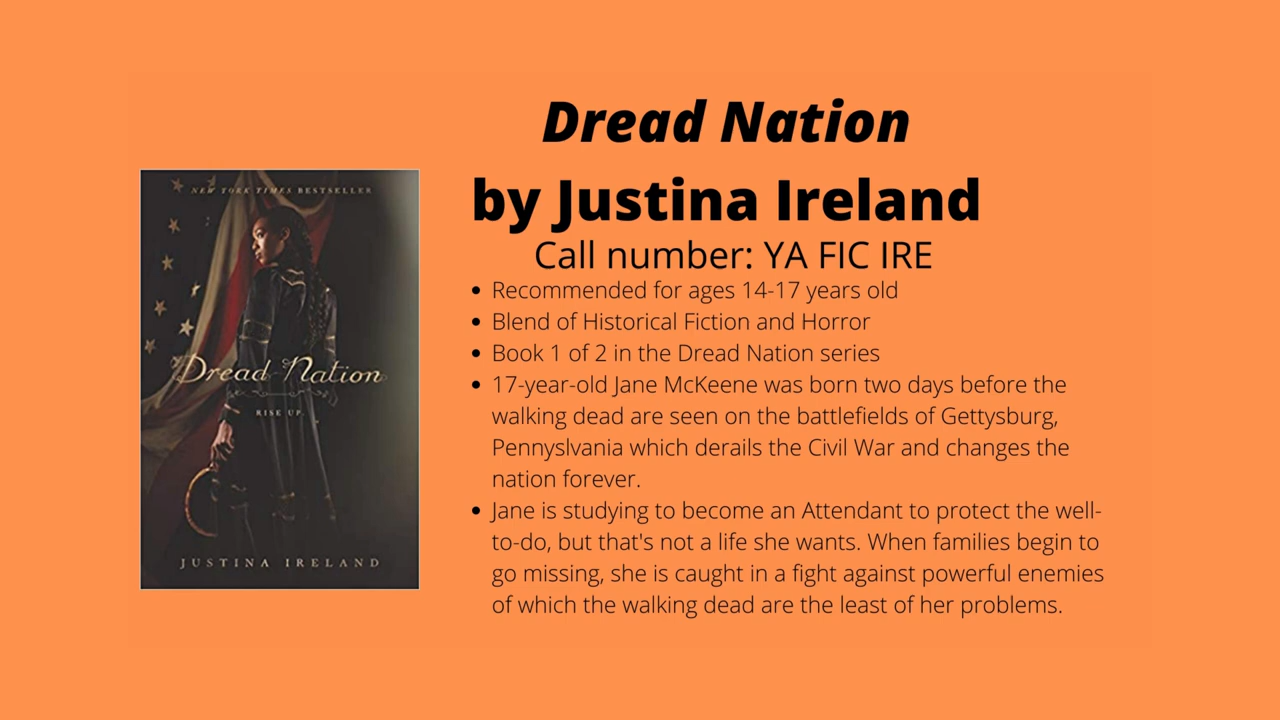 Dread Nation
by Justina Ireland
Call number: YA FIC IRE
• Recommended for ages 14-17 years old
• Blend of Historical Fiction and Horror
• Book 1 of 2 in the Dread Nation series
• 17-year-old Jane McKeene was born two days before the
walking dead are seen on the battlefields of Gettysburg,
Pennyslvania which derails the Civil War and changes the
nation forever.
• Jane is studying to become an Attendant to protect the well-
to-do, but that's not a life she wants. When families begin to
go missing, she is caught in a fight against powerful enemies
of which the walking dead are the least of her problems.
NEW YORK TIMES BESTSELLER
Dread Nation
RISE UP.
JUSTINA IRELAND